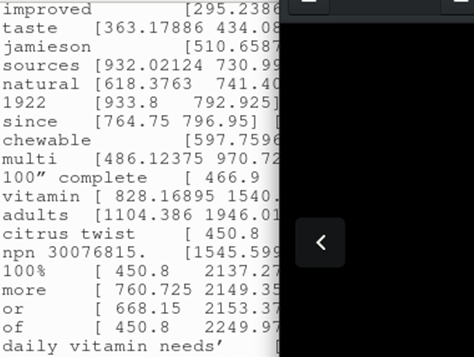 improved [295.2386
taste [363.17886 434.08
jamieson [510.6587
sources [932.02124 730.99
natural [618.3763 741.40
1922 [933.8 792.925]
since [764.75 796.95] [
chewable [597.7596
multi [486.12375 970.72
100” complete [ 466.9
vitamin [ 828.16895 1540.
adults [1104.386 1946.01
citrus twist [ 450.8
npn 30076815. [1545.599
100% [ 450.8 2137.27
more [ 760.725 2149.35
or [ 668.15 2153.37
of [ 450.8 2249.97
daily vitamin needs’ [